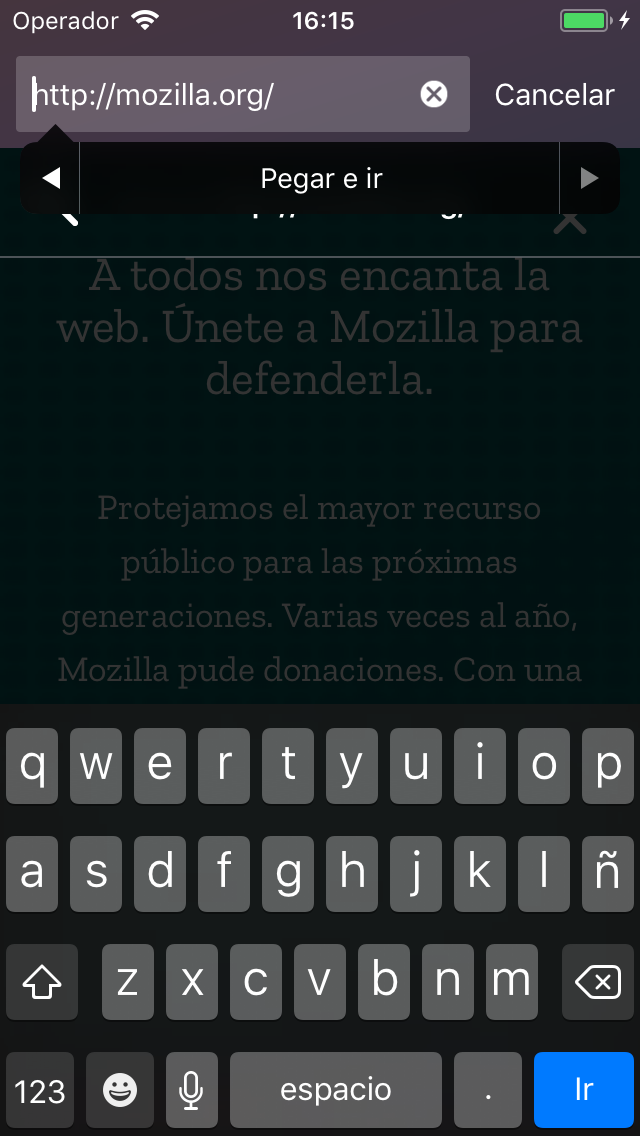 Operador
16:15
http://mozilla.org/
Cancelar
Pegar e ir
A todos nos encanta la
web. Únete a Mozilla para
defenderla.
Protejamos el mayor recurso
público para las próximas
generaciones. Varias veces al año,
Mozilla pude donaciones. Con una
q w e r t y u i o p
a s d f g h j k l ñ
z x c v b n m
123 espacio . Ir